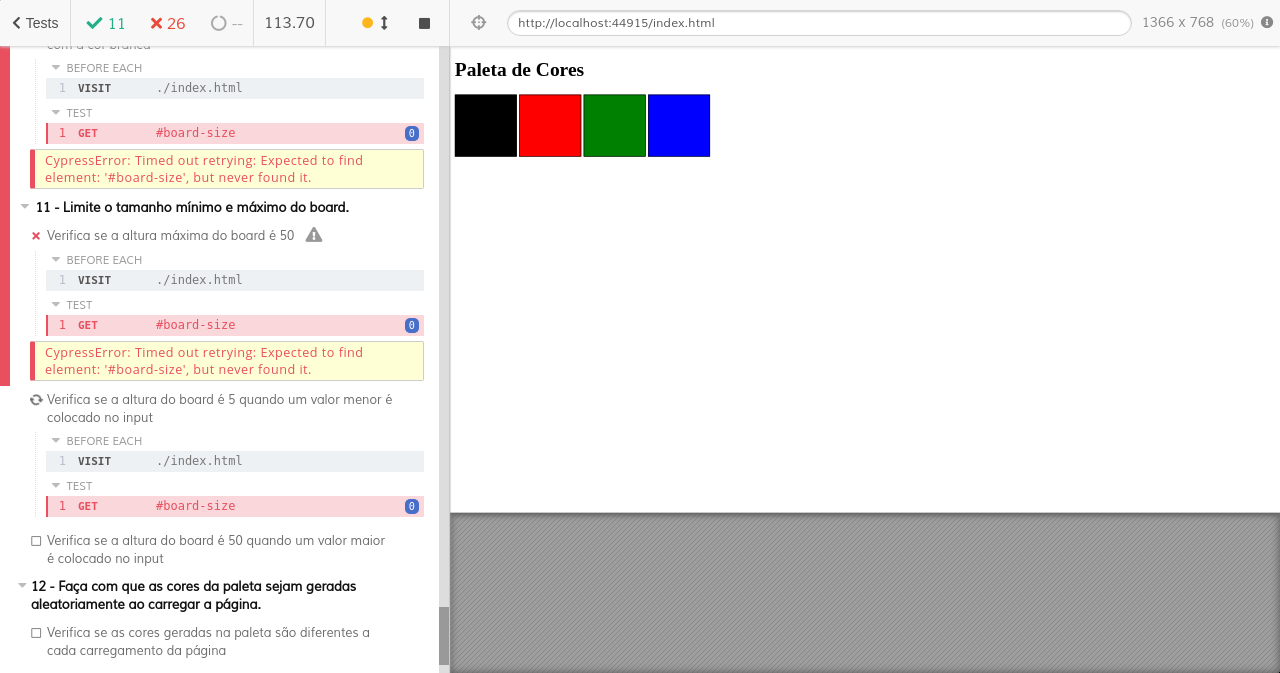 Tests 11 26 -- 113.70 http://localhost:44915/index.html 1366 x 768 (60%)
com a cor branca
BEFORE EACH
1 VISIT ./index.html
TEST
1 GET #board-size 0
CypressError: Timed out retrying: Expected to find
element: '#board-size', but never found it.
11 - Limite o tamanho mínimo e máximo do board.
Verifica se a altura máxima do board é 50
BEFORE EACH
1 VISIT ./index.html
TEST
1 GET #board-size 0
CypressError: Timed out retrying: Expected to find
element: '#board-size', but never found it.
Verifica se a altura do board é 5 quando um valor menor é
colocado no input
BEFORE EACH
1 VISIT ./index.html
TEST
1 GET #board-size 0
Verifica se a altura do board é 50 quando um valor maior
é colocado no input
12 - Faça com que as cores da paleta sejam geradas
aleatoriamente ao carregar a página.
Verifica se as cores geradas na paleta são diferentes a
cada carregamento da página
Paleta de Cores